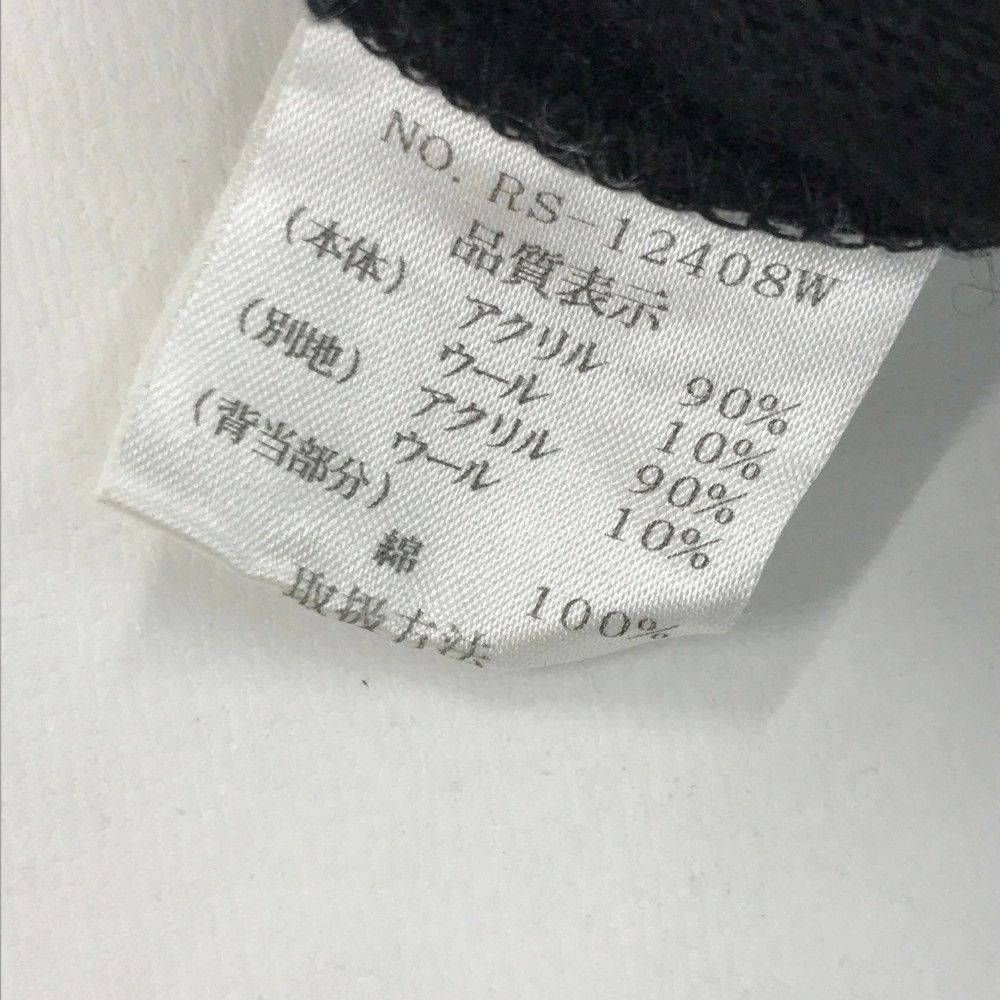 NO. RS-12408W
品質表示
(本体) アクリル 90%
ウール 10%
(別地) アクリル 90%
ウール 10%
(背当部分)
綿 100%
取扱方法